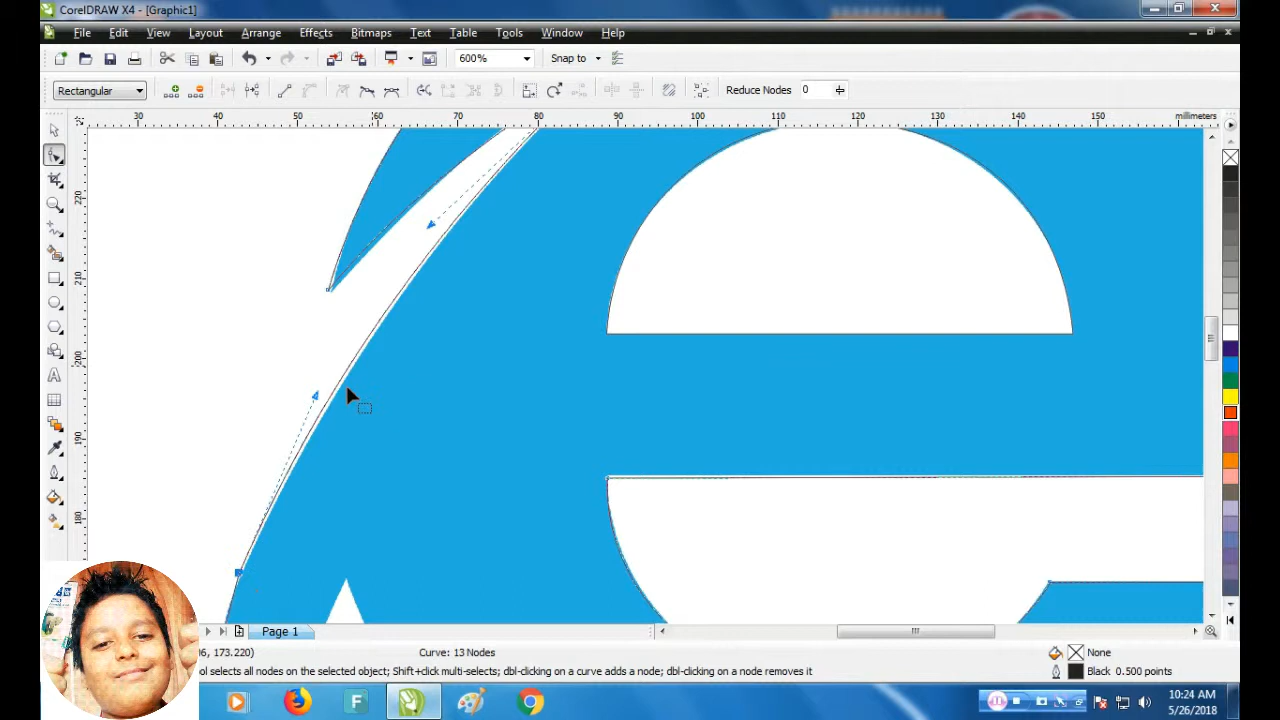 CorelDRAW X4 - [Graphic1]
File Edit View Layout Arrange Effects Bitmaps Text Table Tools Window Help
600% Snap to
Rectangular Reduce Nodes 0
30 40 50 60 70 80 90 100 110 120 130 140 150 millimeters
220
210
200
190
180
Page 1
6, 173.220) Curve: 13 Nodes None
ol selects all nodes on the selected object; Shift+click multi-selects; dbl-clicking on a curve adds a node; dbl-clicking on a node removes it Black 0.500 points
10:24 AM
5/26/2018